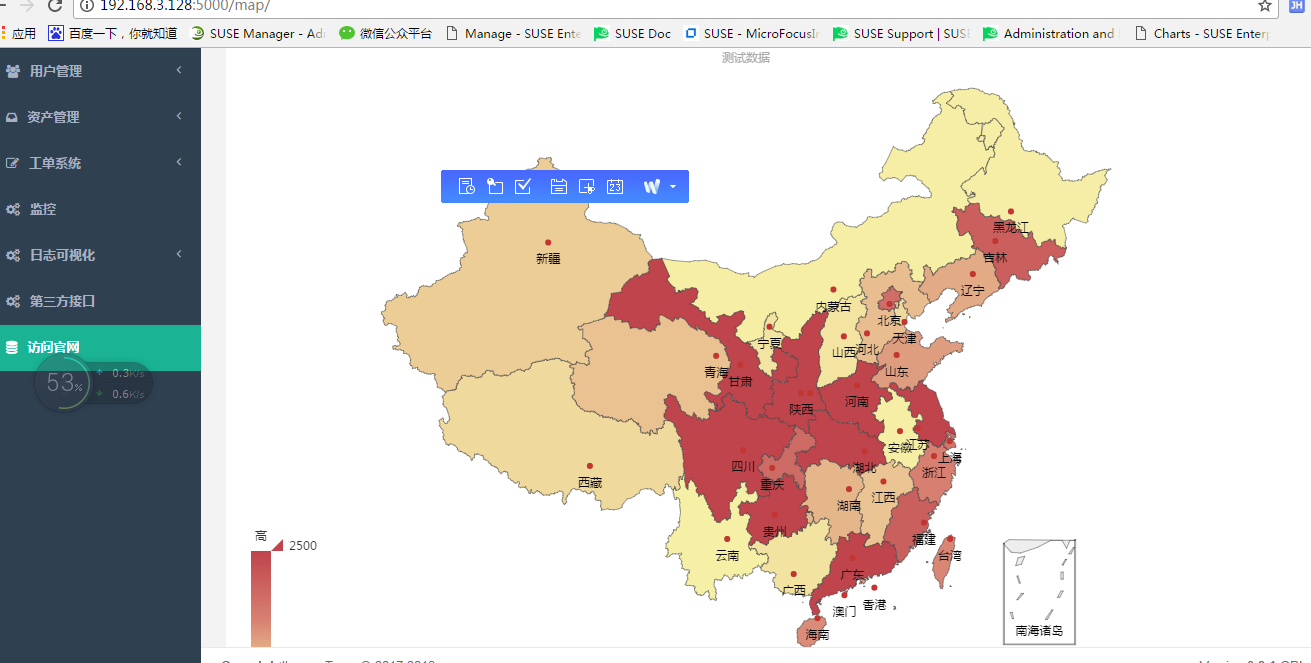 192.168.3.128:5000/map/
JH
应用 百度一下，你就知道 SUSE Manager - Ad 微信公众平台 Manage - SUSE Ente SUSE Doc SUSE - MicroFocusI SUSE Support | SUS Administration and Charts - SUSE Enter
测试数据
用户管理
资产管理
工单系统
监控
日志可视化
第三方接口
访问官网
53%
0.3K/s
0.6K/s
23
黑龙江
吉林
新疆
辽宁
内蒙古
北京
天津
宁夏
山西
河北
山东
青海
甘肃
河南
陕西
安徽
江苏
上海
四川
湖北
浙江
重庆
西藏
江西
湖南
贵州
福建
云南
台湾
广东
广西
香港
澳门
海南
南海诸岛
高
2500